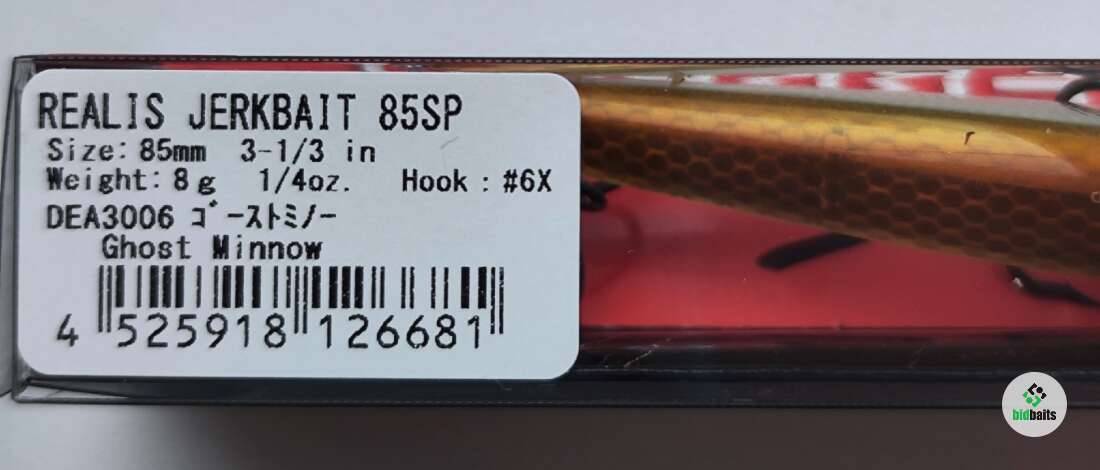 REALIS JERKBAIT 85SP
Size: 85mm 3-1/3 in
Weight: 8g 1/4oz. Hook : #6X
DEA3006 ゴーストミノー
Ghost Minnow
4 525918 126681
bidbaits